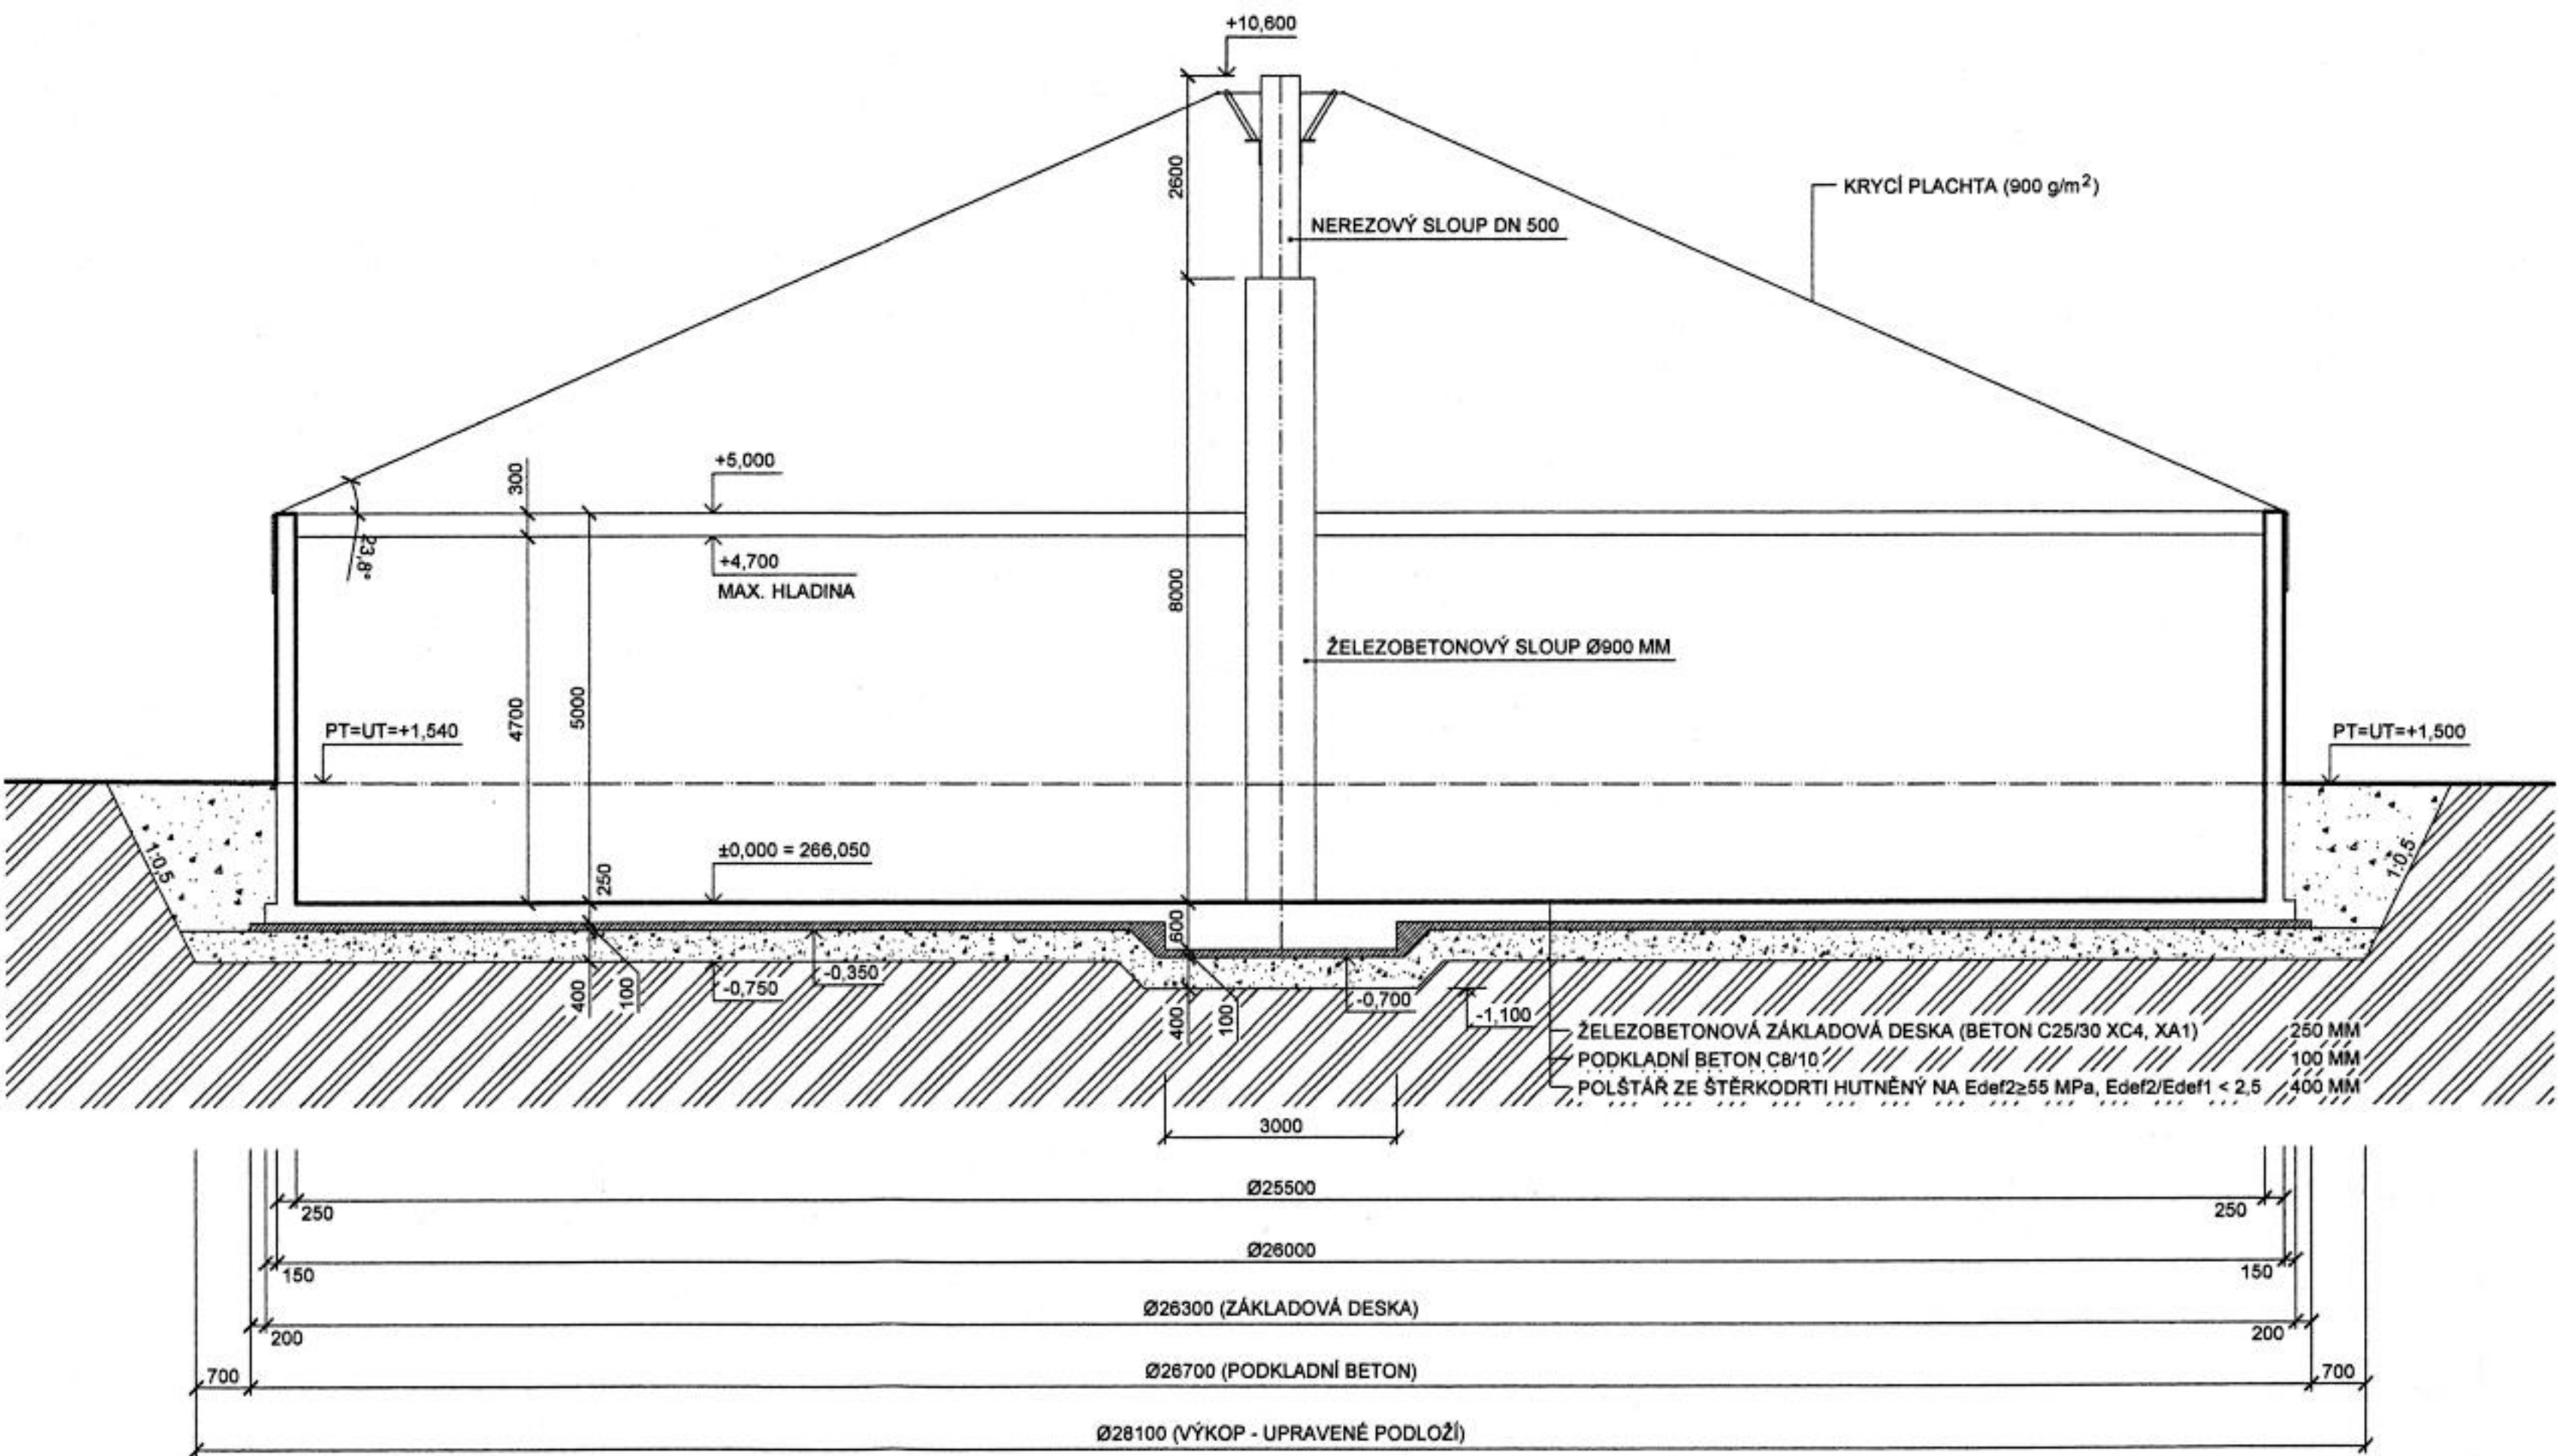 +10,600
2600
KRYCÍ PLACHTA (900 g/m²)
NEREZOVÝ SLOUP DN 500
300
+5,000
23,8°
+4,700
MAX. HLADINA
8000
ŽELEZOBETONOVÝ SLOUP Ø900 MM
4700
5000
PT=UT=+1,540
PT=UT=+1,500
1:0,5
±0,000 = 266,050
250
1:0,5
600
-0,350
-0,750
400
100
-0,700
-1,100
400
100
ŽELEZOBETONOVÁ ZÁKLADOVÁ DESKA (BETON C25/30 XC4, XA1) 250 MM
PODKLADNÍ BETON C8/10 100 MM
POLŠTÁŘ ZE ŠTĚRKODRTI HUTNĚNÝ NA Edef2≥55 MPa, Edef2/Edef1 < 2,5 400 MM
3000
Ø25500
250
250
Ø26000
150
150
Ø26300 (ZÁKLADOVÁ DESKA)
200
200
700
Ø26700 (PODKLADNÍ BETON)
700
Ø28100 (VÝKOP - UPRAVENÉ PODLOŽÍ)